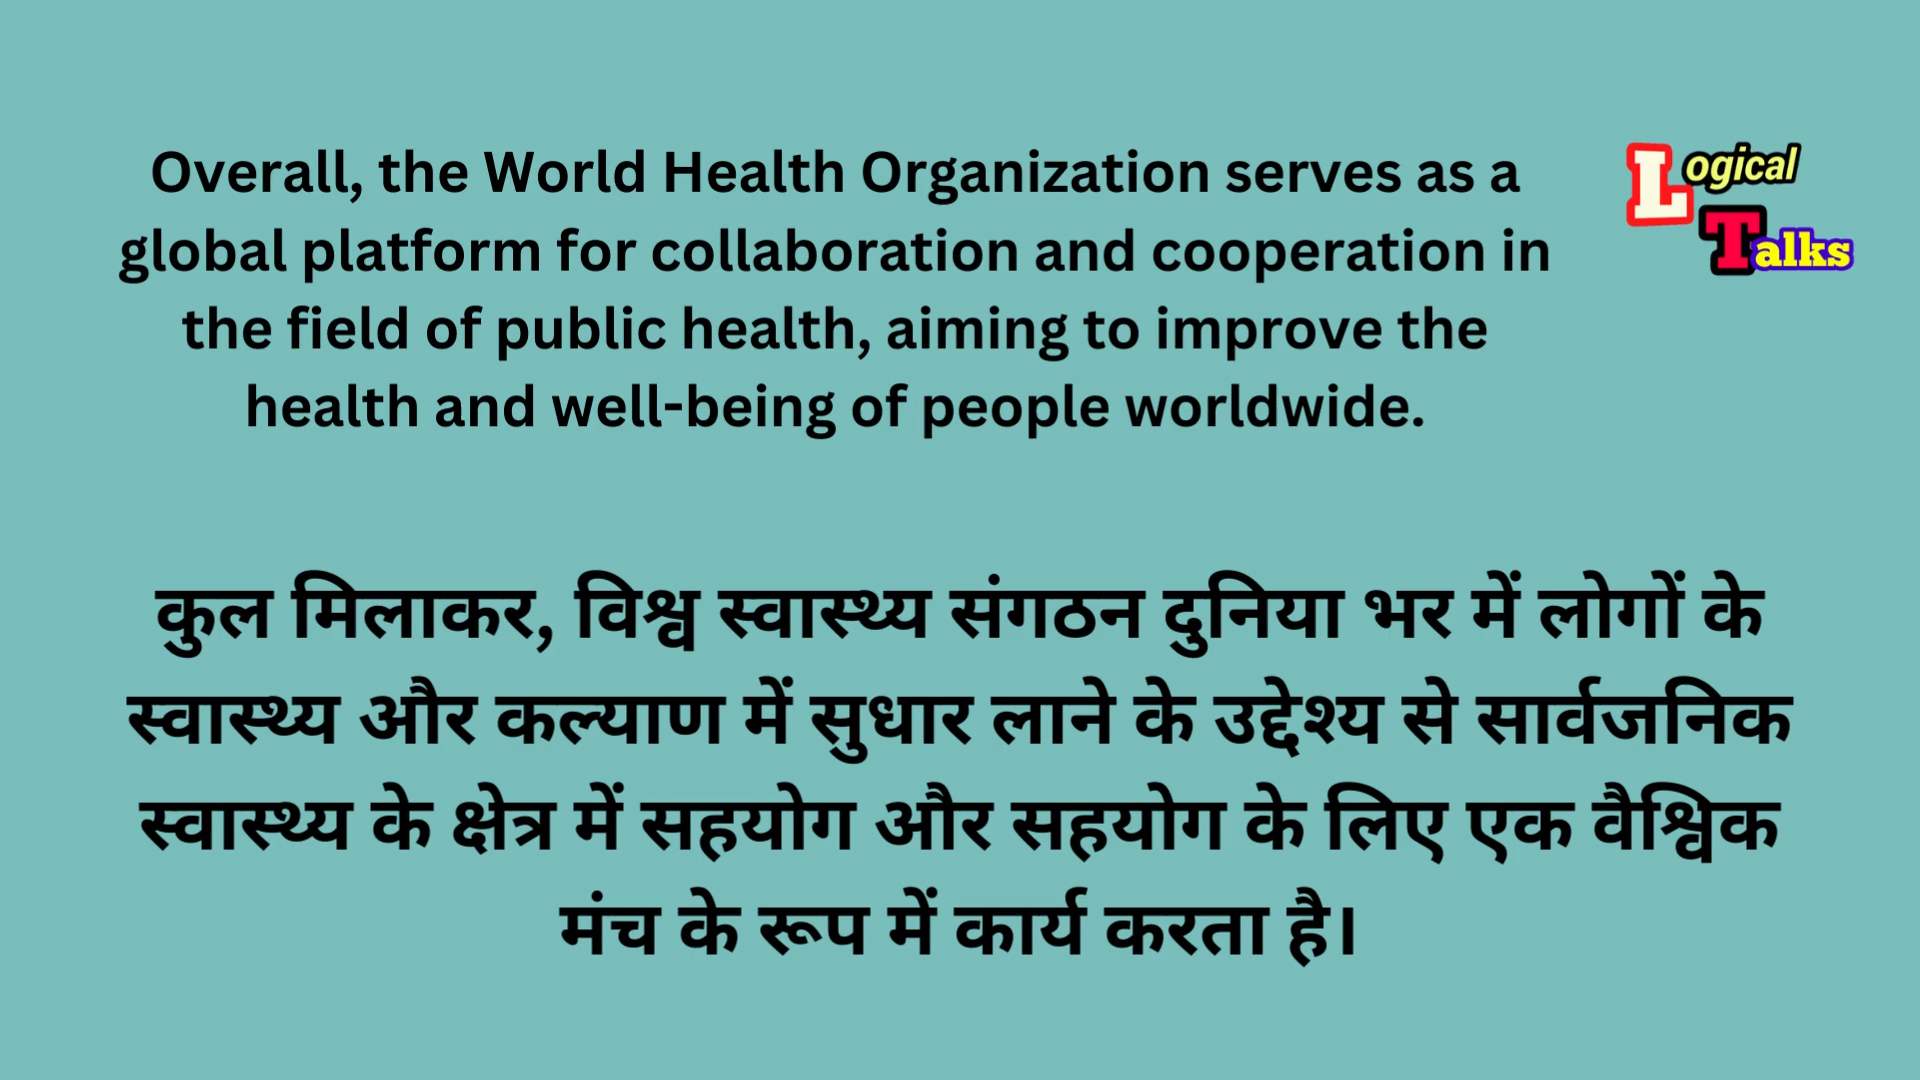 Overall, the World Health Organization serves as a
global platform for collaboration and cooperation in
the field of public health, aiming to improve the
health and well-being of people worldwide.
Logical
Talks
कुल मिलाकर, विश्व स्वास्थ्य संगठन दुनिया भर में लोगों के
स्वास्थ्य और कल्याण में सुधार लाने के उद्देश्य से सार्वजनिक
स्वास्थ्य के क्षेत्र में सहयोग और सहयोग के लिए एक वैश्विक
मंच के रूप में कार्य करता है।